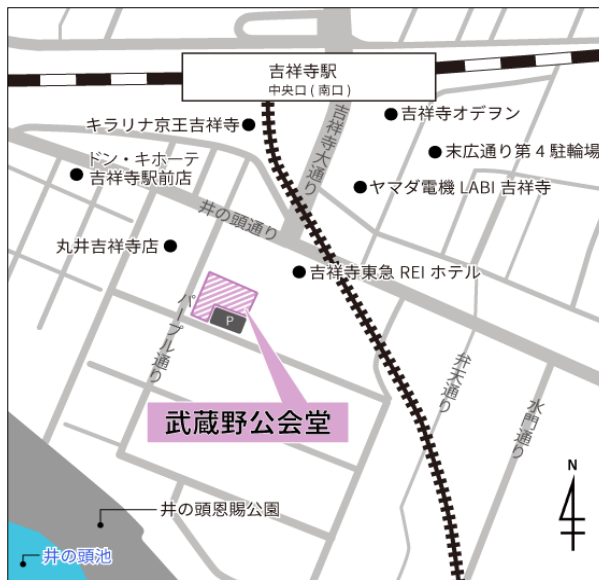 吉祥寺駅
中央口 ( 南口 )
キラリナ京王吉祥寺
吉祥寺大通り
吉祥寺オデヲン
末広通り第 4 駐輪場
ドン・キホーテ
吉祥寺駅前店
ヤマダ電機 LABI 吉祥寺
井の頭通り
丸井吉祥寺店
吉祥寺東急 REI ホテル
パープル通り
P
弁天通り
水門通り
武蔵野公会堂
N
井の頭恩賜公園
井の頭池